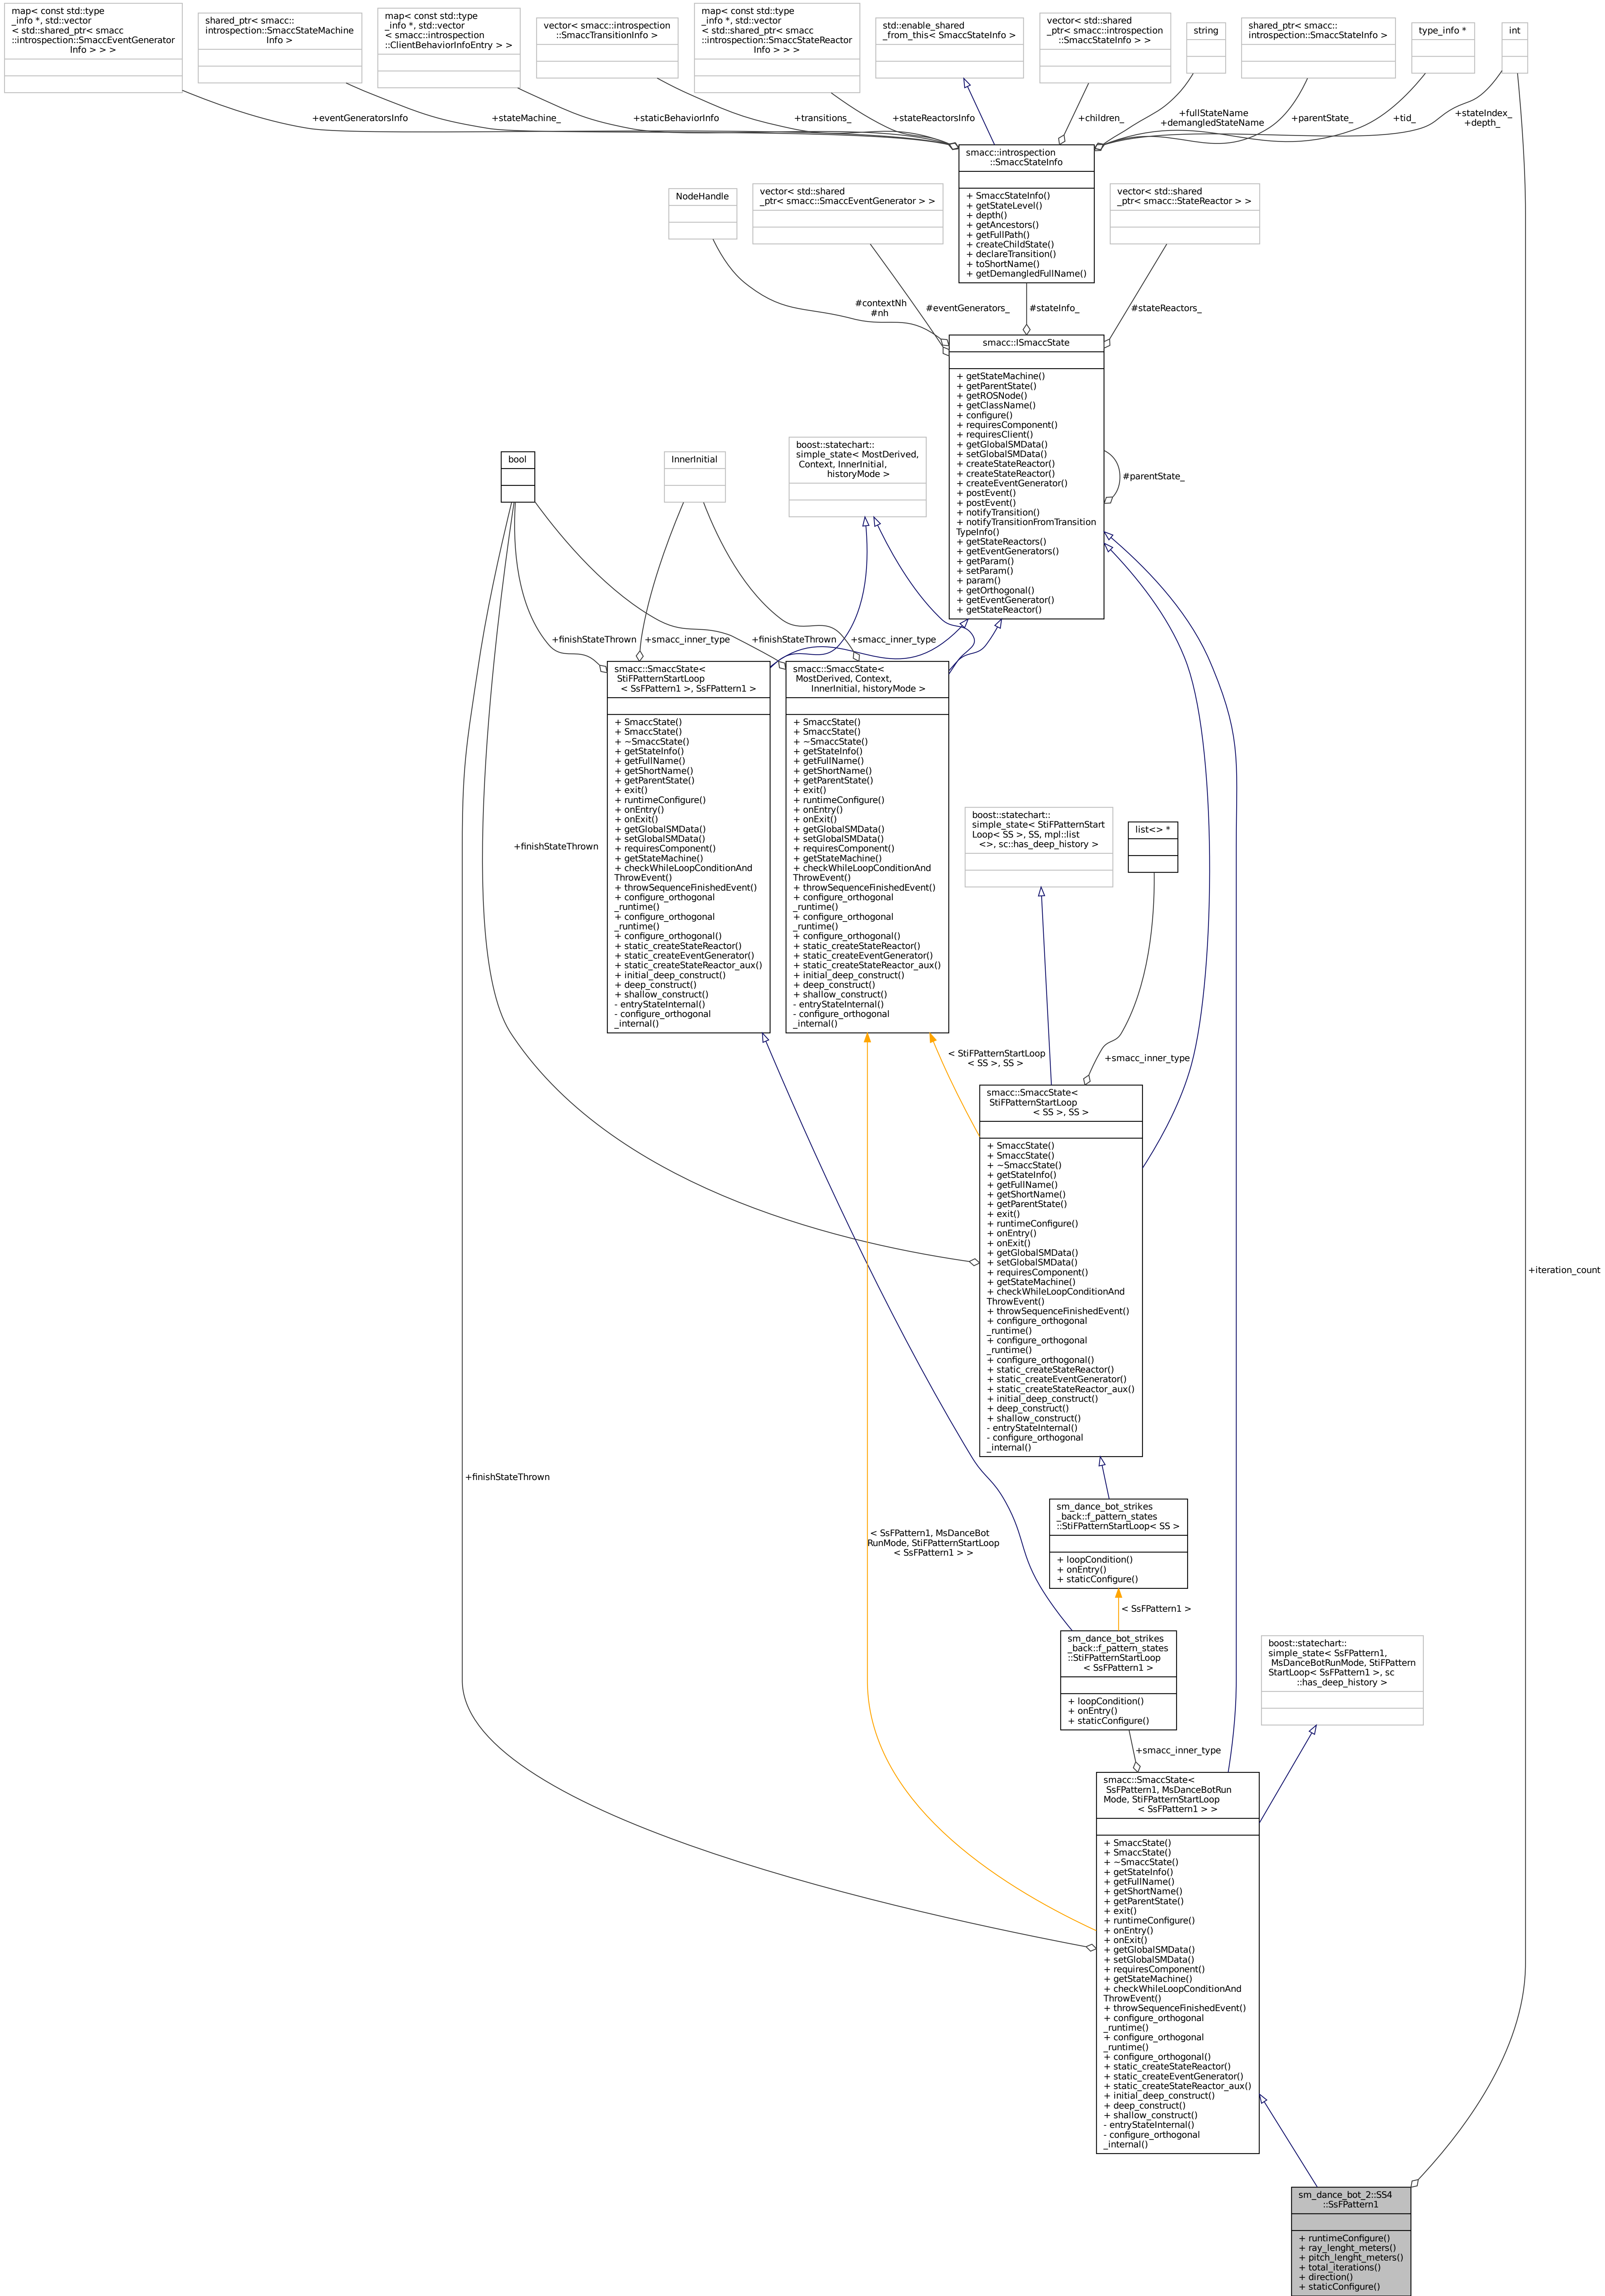 map< const std::type
_info *, std::vector
< std::shared_ptr< smacc
::introspection::SmaccEventGenerator
Info > > >
shared_ptr< smacc::
introspection::SmaccStateMachine
Info >
map< const std::type
_info *, std::vector
< smacc::introspection
::ClientBehaviorInfoEntry > >
vector< smacc::introspection
::SmaccTransitionInfo >
map< const std::type
_info *, std::vector
< std::shared_ptr< smacc
::introspection::SmaccStateReactor
Info > > >
std::enable_shared
_from_this< SmaccStateInfo >
vector< std::shared
_ptr< smacc::introspection
::SmaccStateInfo > >
string
shared_ptr< smacc::
introspection::SmaccStateInfo >
type_info *
int
+eventGeneratorsInfo
+stateMachine_
+staticBehaviorInfo
+transitions_
+stateReactorsInfo
+children_
+fullStateName
+demangledStateName
+parentState_
+tid_
+stateIndex_
+depth_
smacc::introspection
::SmaccStateInfo
+ SmaccStateInfo()
+ getStateLevel()
+ depth()
+ getAncestors()
+ getFullPath()
+ createChildState()
+ declareTransition()
+ toShortName()
+ getDemangledFullName()
NodeHandle
vector< std::shared
_ptr< smacc::SmaccEventGenerator > >
vector< std::shared
_ptr< smacc::StateReactor > >
#contextNh
#nh
#eventGenerators_
#stateInfo_
#stateReactors_
smacc::ISmaccState
+ getStateMachine()
+ getParentState()
+ getROSNode()
+ getClassName()
+ configure()
+ requiresComponent()
+ requiresClient()
+ getGlobalSMData()
+ setGlobalSMData()
+ createStateReactor()
+ createStateReactor()
+ createEventGenerator()
+ postEvent()
+ postEvent()
+ notifyTransition()
+ notifyTransitionFromTransition
TypeInfo()
+ getStateReactors()
+ getEventGenerators()
+ getParam()
+ setParam()
+ param()
+ getOrthogonal()
+ getEventGenerator()
+ getStateReactor()
#parentState_
bool
InnerInitial
boost::statechart::
simple_state< MostDerived,
Context, InnerInitial,
historyMode >
+finishStateThrown
+smacc_inner_type
+finishStateThrown
+smacc_inner_type
smacc::SmaccState<
StiFPatternStartLoop
< SsFPattern1 >, SsFPattern1 >
+ SmaccState()
+ SmaccState()
+ ~SmaccState()
+ getStateInfo()
+ getFullName()
+ getShortName()
+ getParentState()
+ exit()
+ runtimeConfigure()
+ onEntry()
+ onExit()
+ getGlobalSMData()
+ setGlobalSMData()
+ requiresComponent()
+ getStateMachine()
+ checkWhileLoopConditionAnd
ThrowEvent()
+ throwSequenceFinishedEvent()
+ configure_orthogonal
_runtime()
+ configure_orthogonal
_runtime()
+ configure_orthogonal()
+ static_createStateReactor()
+ static_createEventGenerator()
+ static_createStateReactor_aux()
+ initial_deep_construct()
+ deep_construct()
+ shallow_construct()
- entryStateInternal()
- configure_orthogonal
_internal()
smacc::SmaccState<
MostDerived, Context,
InnerInitial, historyMode >
+ SmaccState()
+ SmaccState()
+ ~SmaccState()
+ getStateInfo()
+ getFullName()
+ getShortName()
+ getParentState()
+ exit()
+ runtimeConfigure()
+ onEntry()
+ onExit()
+ getGlobalSMData()
+ setGlobalSMData()
+ requiresComponent()
+ getStateMachine()
+ checkWhileLoopConditionAnd
ThrowEvent()
+ throwSequenceFinishedEvent()
+ configure_orthogonal
_runtime()
+ configure_orthogonal
_runtime()
+ configure_orthogonal()
+ static_createStateReactor()
+ static_createEventGenerator()
+ static_createStateReactor_aux()
+ initial_deep_construct()
+ deep_construct()
+ shallow_construct()
- entryStateInternal()
- configure_orthogonal
_internal()
boost::statechart::
simple_state< StiFPatternStart
Loop< SS >, SS, mpl::list
<>, sc::has_deep_history >
list<> *
+finishStateThrown
< StiFPatternStartLoop
< SS >, SS >
+smacc_inner_type
smacc::SmaccState<
StiFPatternStartLoop
< SS >, SS >
+ SmaccState()
+ SmaccState()
+ ~SmaccState()
+ getStateInfo()
+ getFullName()
+ getShortName()
+ getParentState()
+ exit()
+ runtimeConfigure()
+ onEntry()
+ onExit()
+ getGlobalSMData()
+ setGlobalSMData()
+ requiresComponent()
+ getStateMachine()
+ checkWhileLoopConditionAnd
ThrowEvent()
+ throwSequenceFinishedEvent()
+ configure_orthogonal
_runtime()
+ configure_orthogonal
_runtime()
+ configure_orthogonal()
+ static_createStateReactor()
+ static_createEventGenerator()
+ static_createStateReactor_aux()
+ initial_deep_construct()
+ deep_construct()
+ shallow_construct()
- entryStateInternal()
- configure_orthogonal
_internal()
+iteration_count
+finishStateThrown
sm_dance_bot_strikes
_back::f_pattern_states
::StiFPatternStartLoop< SS >
+ loopCondition()
+ onEntry()
+ staticConfigure()
< SsFPattern1, MsDanceBot
RunMode, StiFPatternStartLoop
< SsFPattern1 > >
< SsFPattern1 >
sm_dance_bot_strikes
_back::f_pattern_states
::StiFPatternStartLoop
< SsFPattern1 >
+ loopCondition()
+ onEntry()
+ staticConfigure()
boost::statechart::
simple_state< SsFPattern1,
MsDanceBotRunMode, StiFPattern
StartLoop< SsFPattern1 >, sc
::has_deep_history >
+smacc_inner_type
smacc::SmaccState<
SsFPattern1, MsDanceBotRun
Mode, StiFPatternStartLoop
< SsFPattern1 > >
+ SmaccState()
+ SmaccState()
+ ~SmaccState()
+ getStateInfo()
+ getFullName()
+ getShortName()
+ getParentState()
+ exit()
+ runtimeConfigure()
+ onEntry()
+ onExit()
+ getGlobalSMData()
+ setGlobalSMData()
+ requiresComponent()
+ getStateMachine()
+ checkWhileLoopConditionAnd
ThrowEvent()
+ throwSequenceFinishedEvent()
+ configure_orthogonal
_runtime()
+ configure_orthogonal
_runtime()
+ configure_orthogonal()
+ static_createStateReactor()
+ static_createEventGenerator()
+ static_createStateReactor_aux()
+ initial_deep_construct()
+ deep_construct()
+ shallow_construct()
- entryStateInternal()
- configure_orthogonal
_internal()
sm_dance_bot_2::SS4
::SsFPattern1
+ runtimeConfigure()
+ ray_lenght_meters()
+ pitch_lenght_meters()
+ total_iterations()
+ direction()
+ staticConfigure()